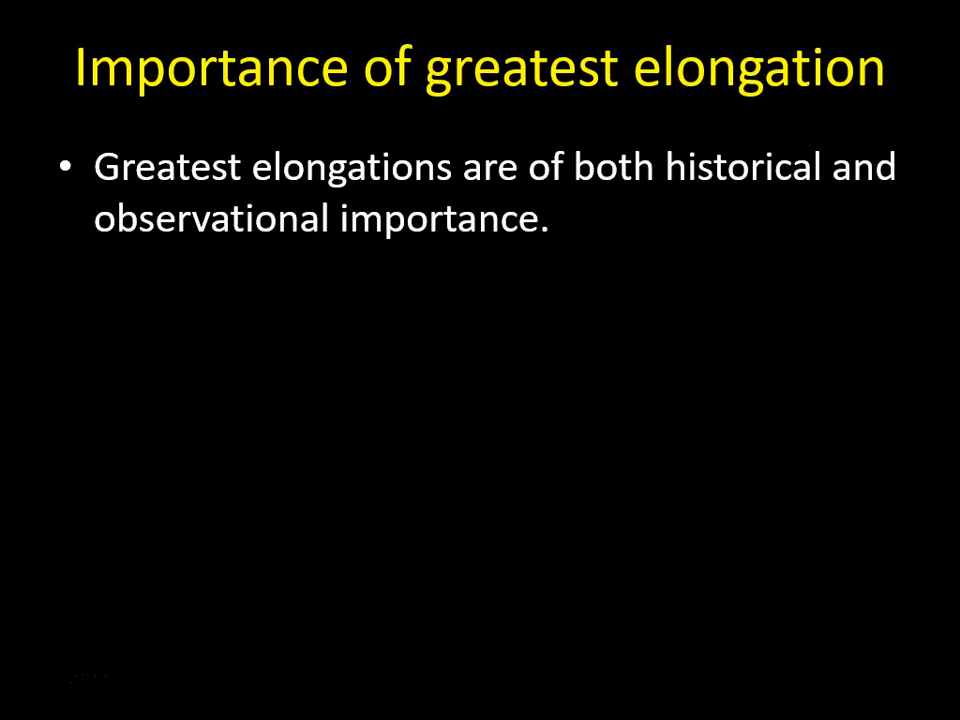 Importance of greatest elongation
• Greatest elongations are of both historical and
observational importance.